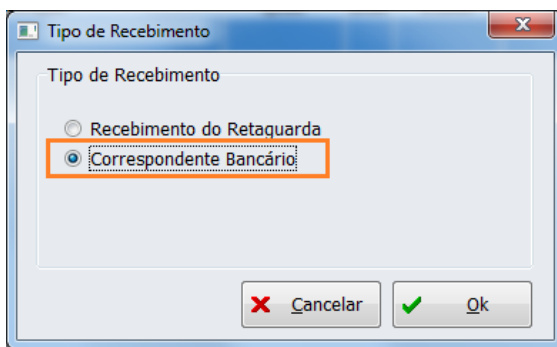 Tipo de Recebimento
Tipo de Recebimento
Recebimento do Retaguarda
Correspondente Bancário
Cancelar
Ok